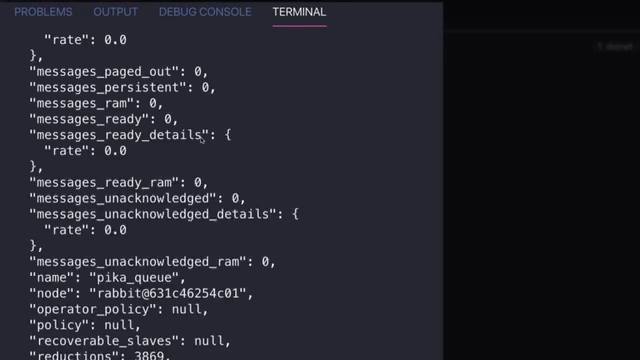 PROBLEMS OUTPUT DEBUG CONSOLE TERMINAL
"rate": 0.0
},
"messages_paged_out": 0,
"messages_persistent": 0,
"messages_ram": 0,
"messages_ready": 0,
"messages_ready_details": {
"rate": 0.0
},
"messages_ready_ram": 0,
"messages_unacknowledged": 0,
"messages_unacknowledged_details": {
"rate": 0.0
},
"messages_unacknowledged_ram": 0,
"name": "pika_queue",
"node": "rabbit@631c46254c01",
"operator_policy": null,
"policy": null,
"recoverable_slaves": null,
"reductions": 3869,